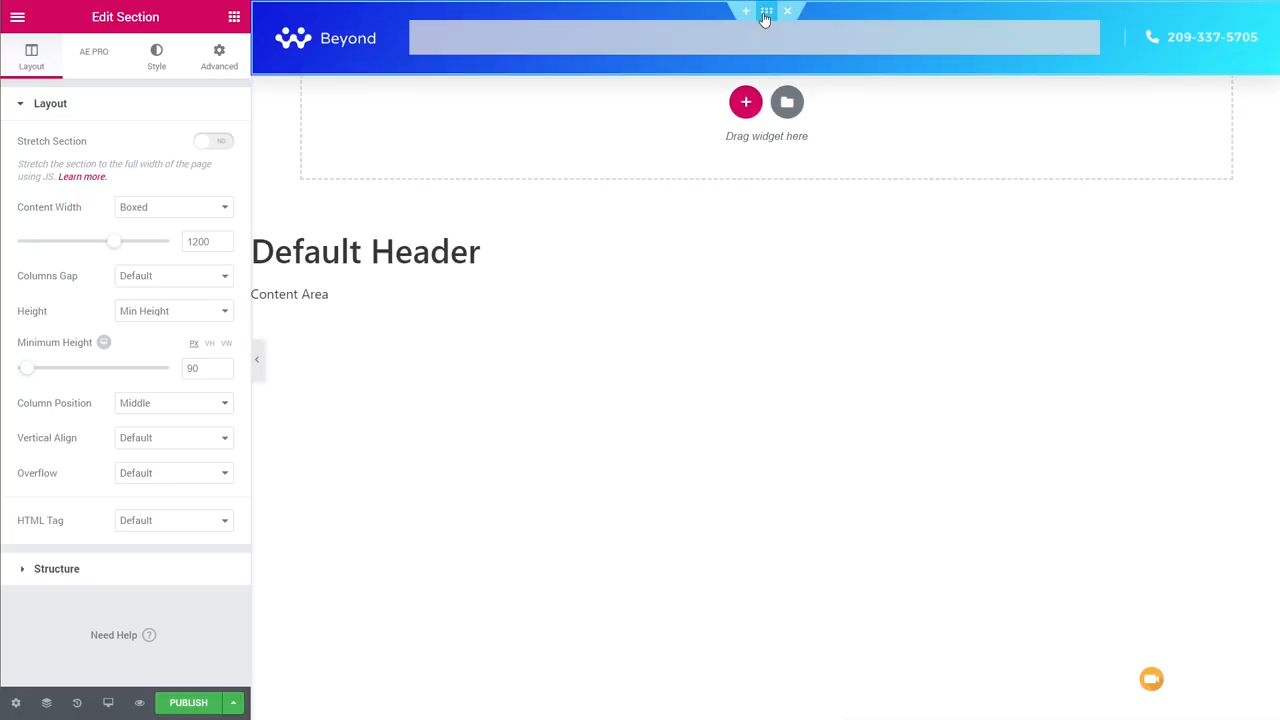 Edit Section
Layout
AE PRO
Style
Advanced
Layout
Stretch Section
NO
Stretch the section to the full width of the page
using JS. Learn more.
Content Width
Boxed
1200
Columns Gap
Default
Height
Min Height
Minimum Height
PX VH VW
90
Column Position
Middle
Vertical Align
Default
Overflow
Default
HTML Tag
Default
Structure
Need Help ?
PUBLISH
Beyond
209-337-5705
Drag widget here
Default Header
Content Area